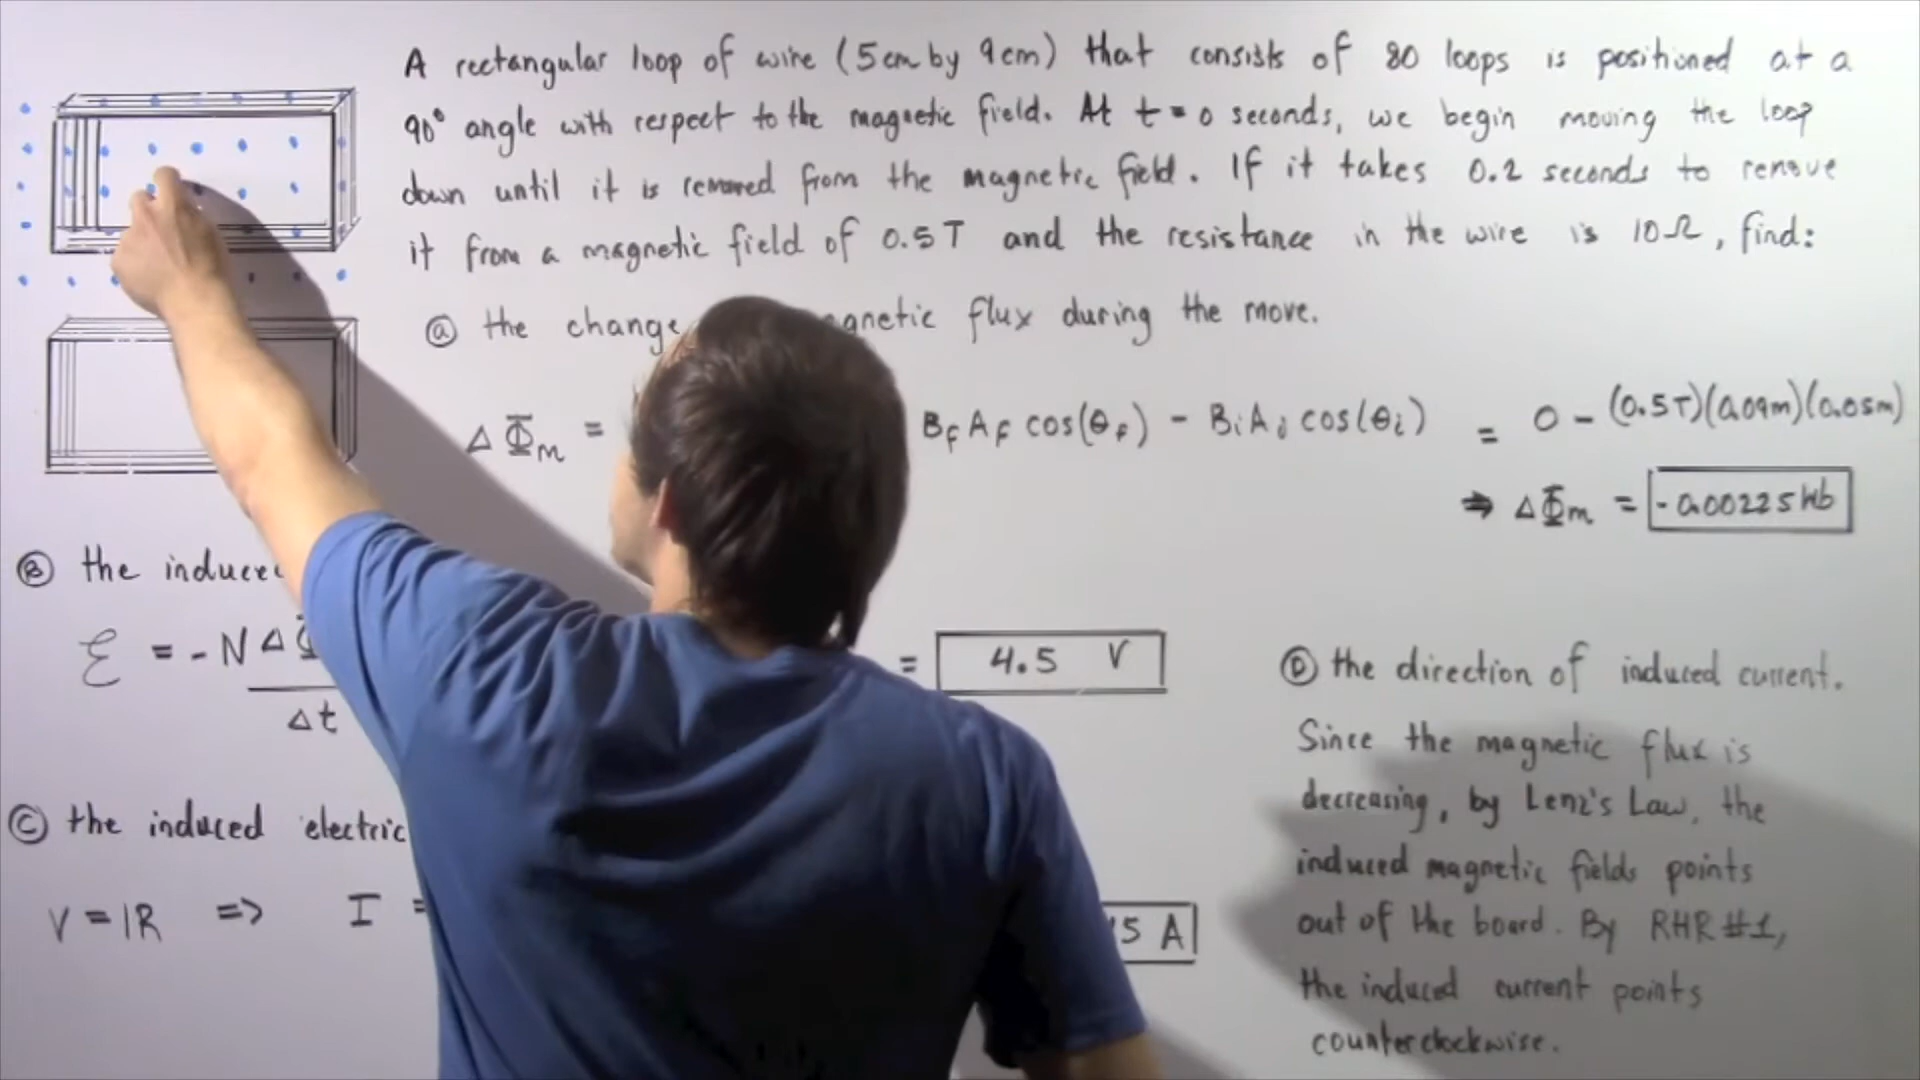 A rectangular loop of wire (5cm by 9cm) that consists of 80 loops is positioned at a
90° angle with respect to the magnetic field. At t = 0 seconds, we begin moving the loop
down until it is removed from the magnetic field. If it takes 0.2 seconds to remove
it from a magnetic field of 0.5T and the resistance in the wire is 10Ω, find:
Ⓐ the change gnetic flux during the move.
ΔΦm = BfAf cos(θf) - BiAi cos(θi) = 0 - (0.5T)(0.09m)(0.05m)
⇒ ΔΦm = -0.00225 Wb
Ⓑ the induce
ℰ = -N ΔΦ
Δt
= 4.5 V
Ⓒ the induced electric
V = IR => I =
5 A
Ⓓ the direction of induced current.
Since the magnetic flux is
decreasing, by Lenz's Law, the
induced magnetic fields points
out of the board. By RHR #1,
the induced current points
counterclockwise.